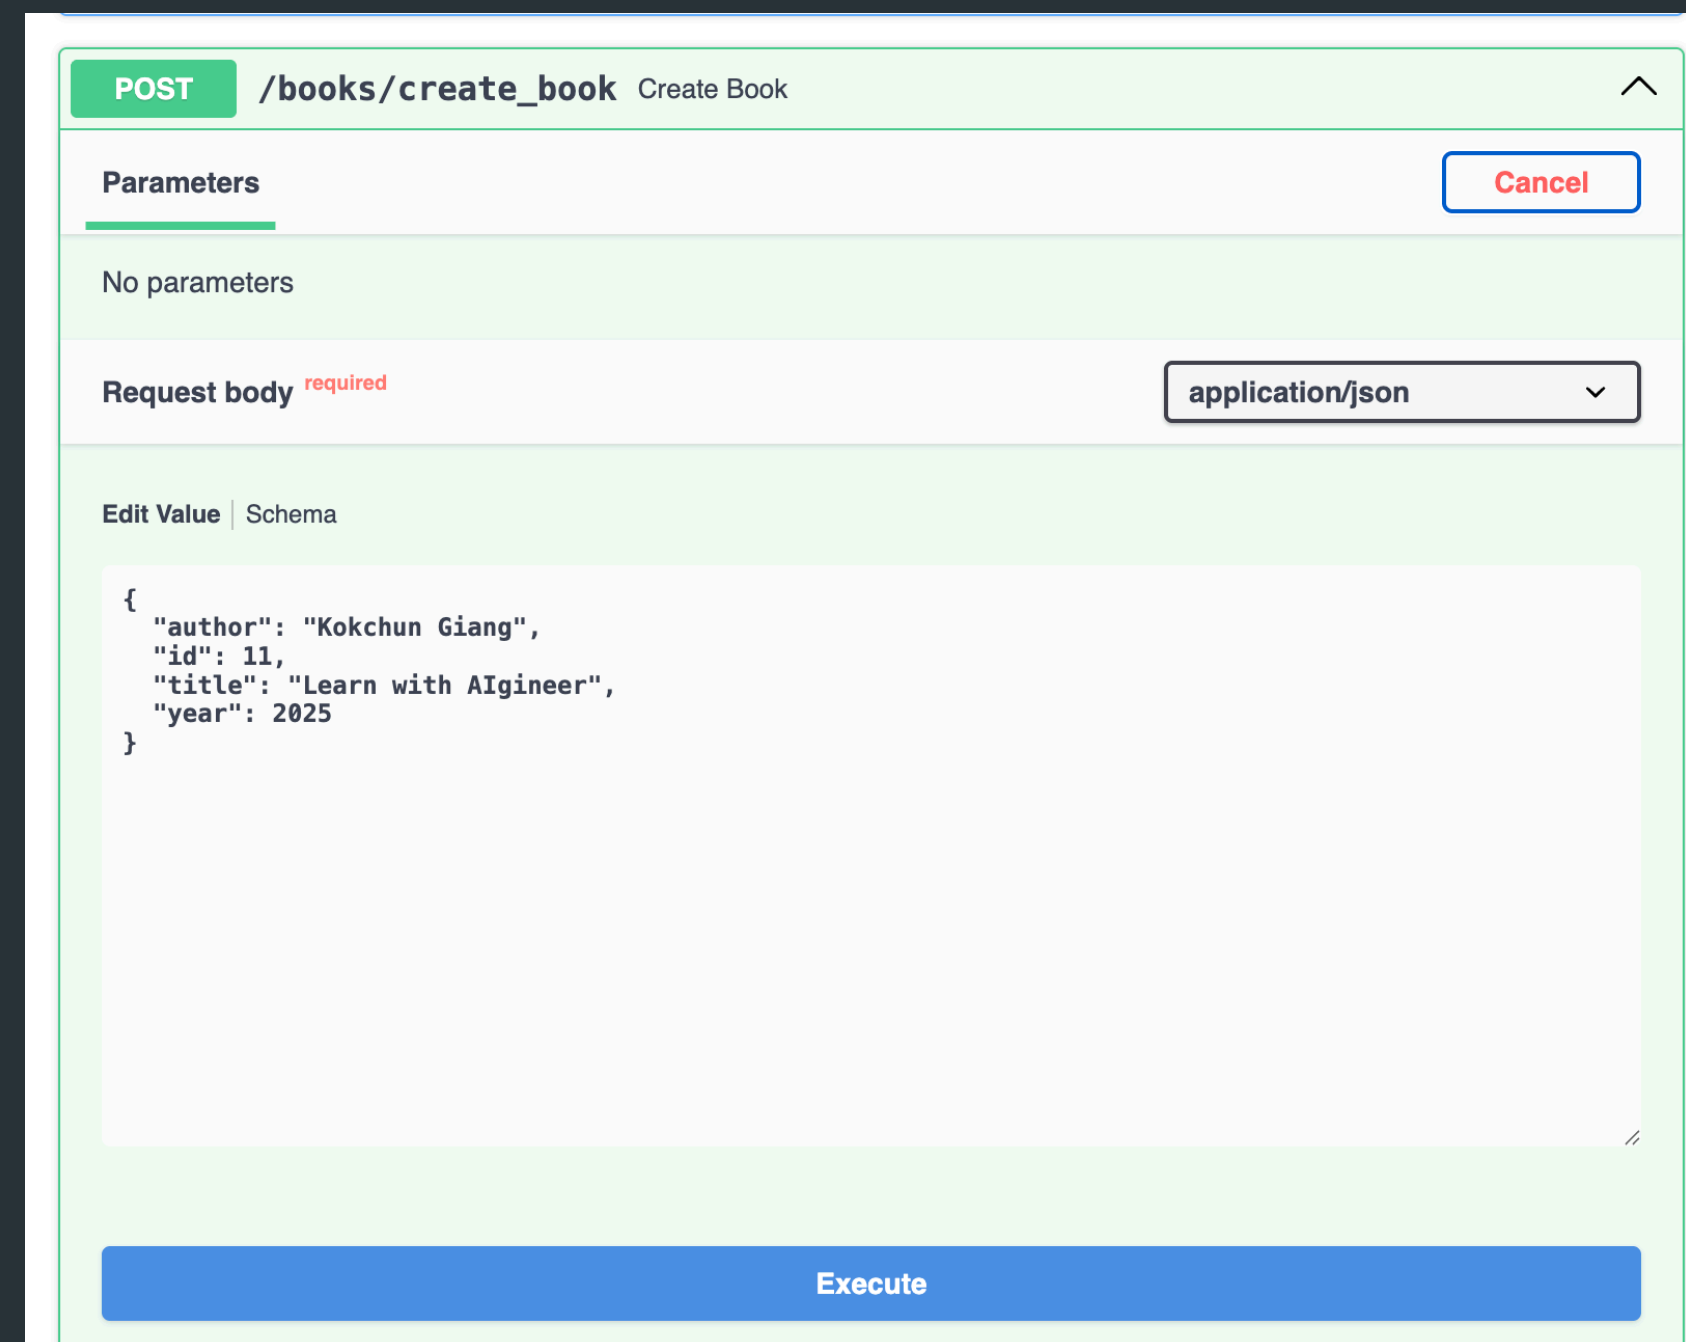 POST /books/create_book Create Book
Parameters
Cancel
No parameters
Request body required
application/json
Edit Value | Schema
{
  "author": "Kokchun Giang",
  "id": 11,
  "title": "Learn with AIgineer",
  "year": 2025
}
Execute